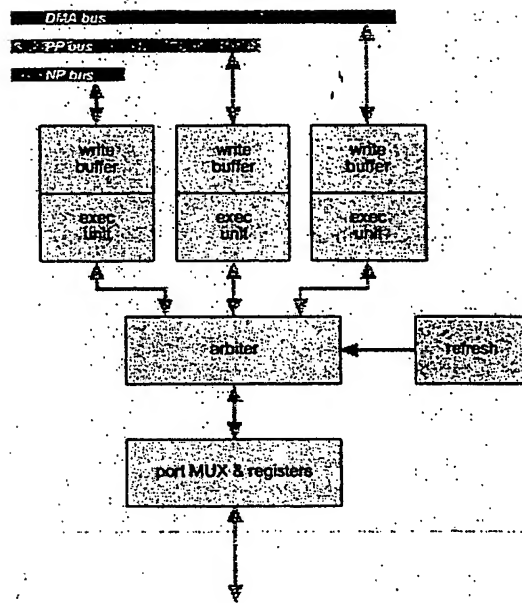 DMA bus
PP bus
NP bus
write
buffer
write
buffer
write
buffer
exec
unit
exec
unit
exec
unit
arbiter
refresh
port MUX & registers